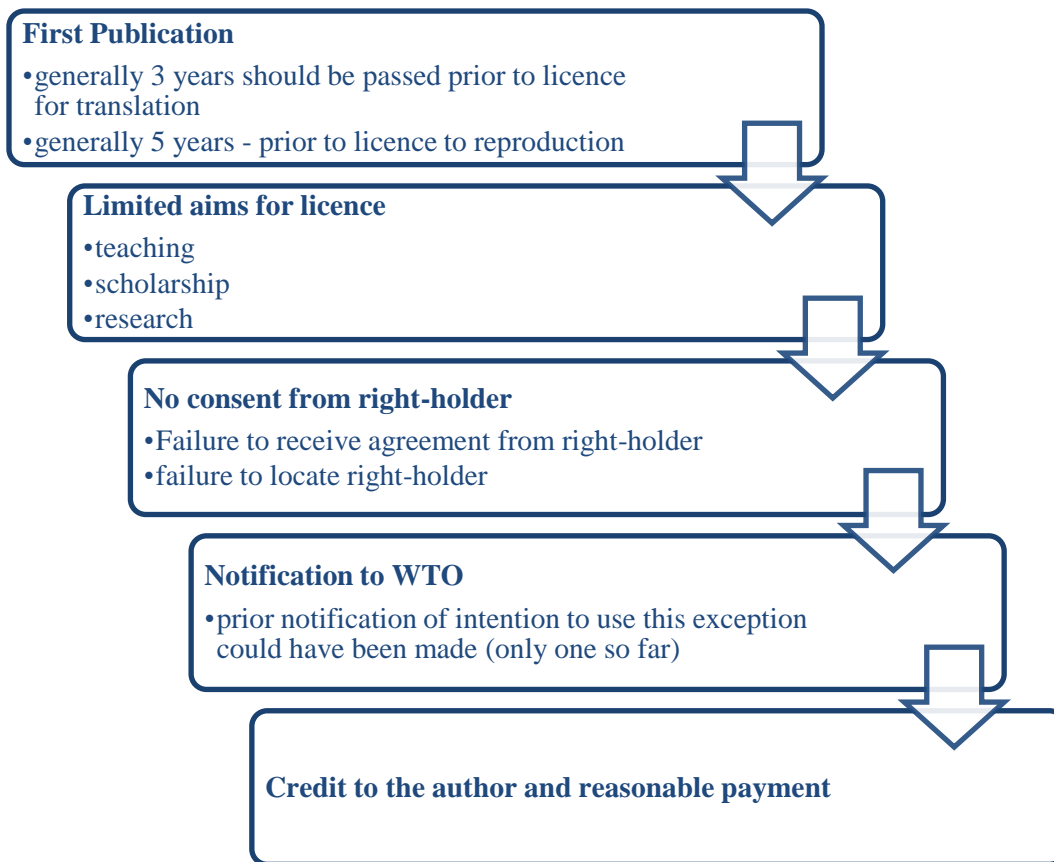 First Publication
•generally 3 years should be passed prior to licence
for translation
•generally 5 years - prior to licence to reproduction
Limited aims for licence
•teaching
•scholarship
•research
No consent from right-holder
•Failure to receive agreement from right-holder
•failure to locate right-holder
Notification to WTO
•prior notification of intention to use this exception
could have been made (only one so far)
Credit to the author and reasonable payment